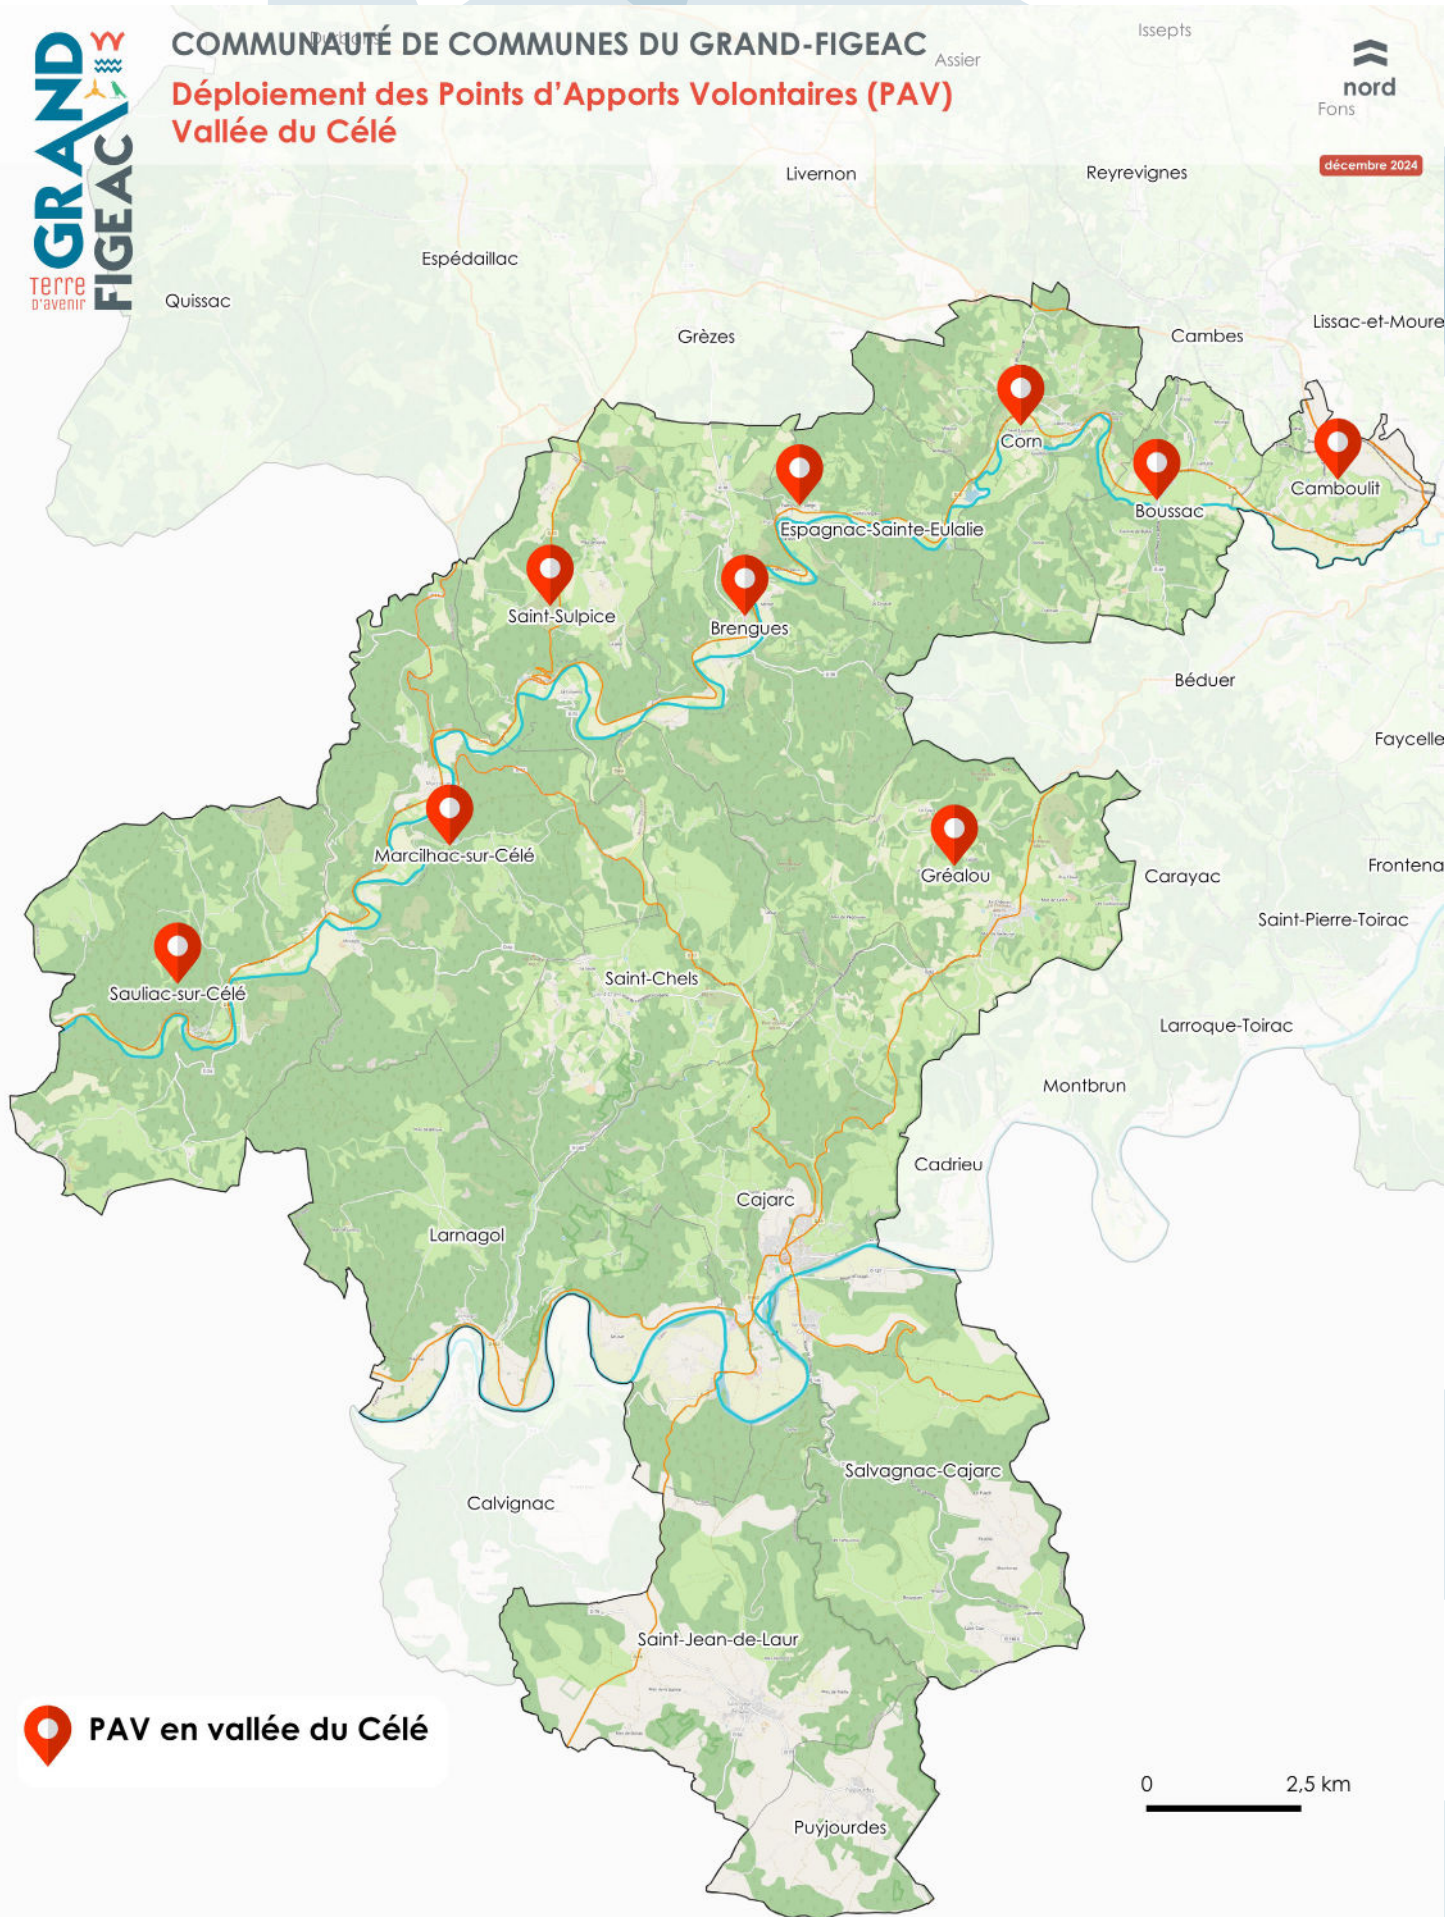 COMMUNAUTÉ DE COMMUNES DU GRAND-FIGEAC
Déploiement des Points d'Apports Volontaires (PAV)
Vallée du Célé
GRAND
FIGEAC
Terre
D'avenir
nord
décembre 2024
Issepts
Assier
Fons
Livernon
Reyrevignes
Espédaillac
Quissac
Lissac-et-Moure
Grèzes
Cambes
Corn
Camboulit
Boussac
Espagnac-Sainte-Eulalie
Saint-Sulpice
Brengues
Béduer
Faycelle
Marcilhac-sur-Célé
Gréalou
Carayac
Frontena
Saint-Pierre-Toirac
Saint-Chels
Sauliac-sur-Célé
Larroque-Toirac
Montbrun
Cadrieu
Cajarc
Larnagol
Salvagnac-Cajarc
Calvignac
Saint-Jean-de-Laur
PAV en vallée du Célé
0 2,5 km
Puyjourdes